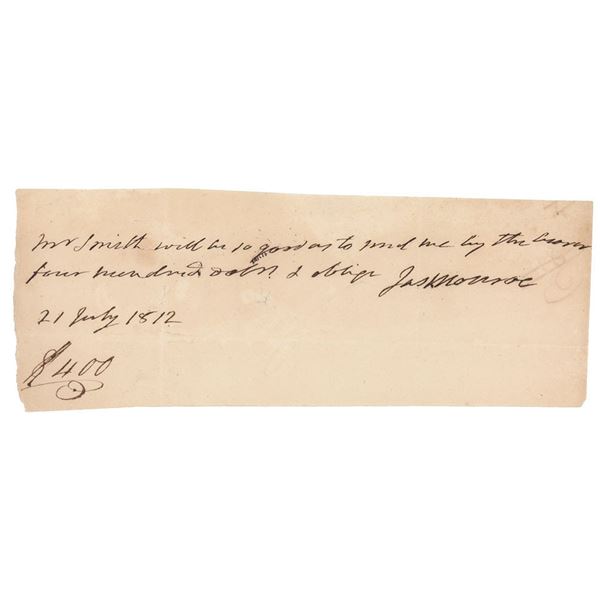 Mr Smith will be so good as to send me by the bearer
four hundred dolrs. & oblige Jas Monroe
21 July 1812
$400